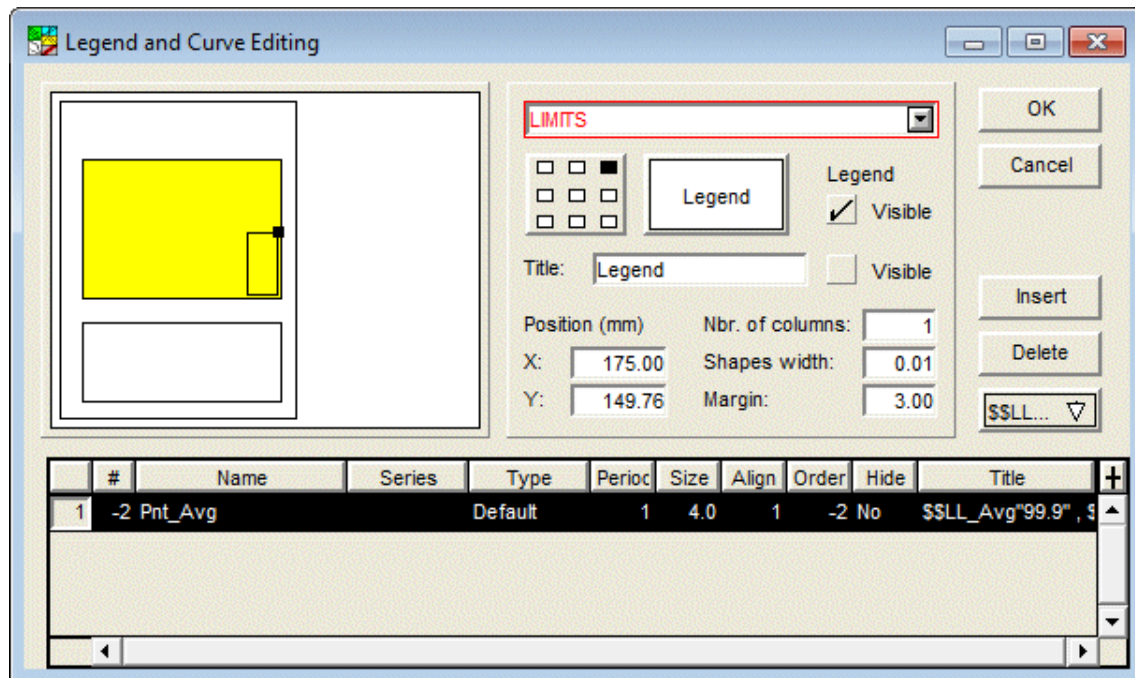 Legend and Curve Editing
LIMITS
OK
Cancel
Legend
Legend
Visible
Title: Legend Visible
Insert
Position (mm) Nbr. of columns: 1
Delete
X: 175.00 Shapes width: 0.01
Y: 149.76 Margin: 3.00
$$LL...
# Name Series Type Period Size Align Order Hide Title +
1 -2 Pnt_Avg Default 1 4.0 1 -2 No $$LL_Avg"99.9" , $